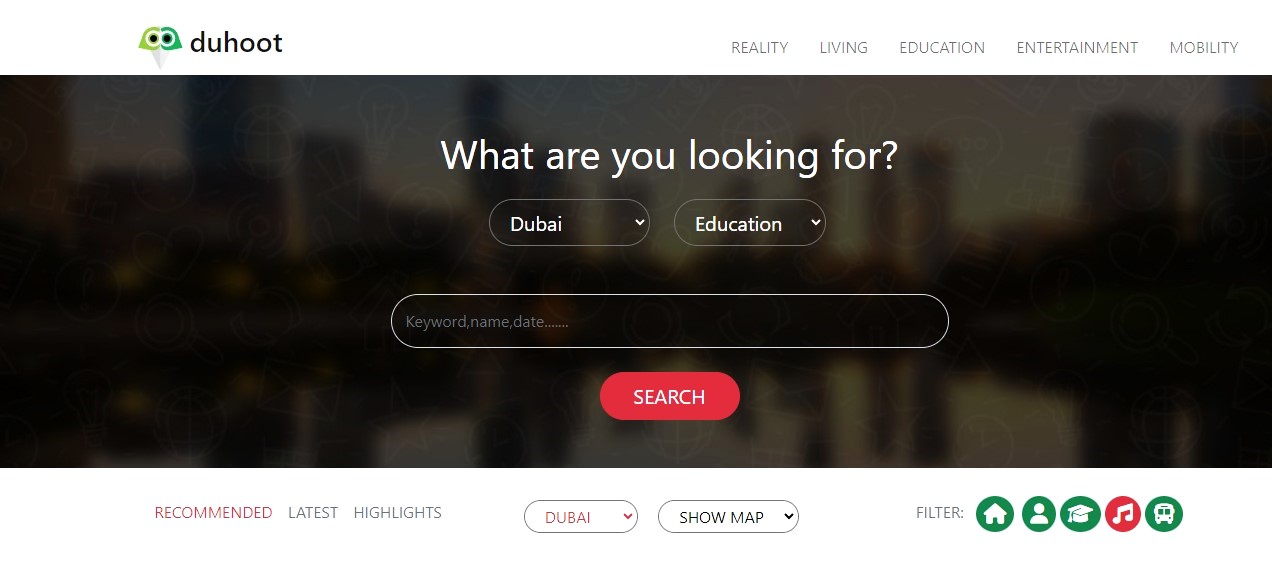 duhoot
REALITY LIVING EDUCATION ENTERTAINMENT MOBILITY
What are you looking for?
Dubai Education
Keyword,name,date.......
SEARCH
RECOMMENDED LATEST HIGHLIGHTS DUBAI SHOW MAP FILTER: